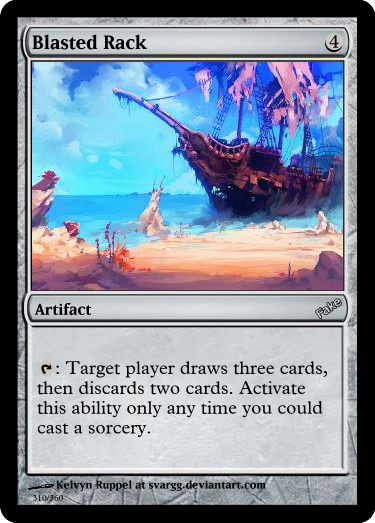 Blasted Rack 4
Artifact Fake
: Target player draws three cards,
then discards two cards. Activate
this ability only any time you could
cast a sorcery.
Kelvyn Ruppel at svargg.deviantart.com
310/360